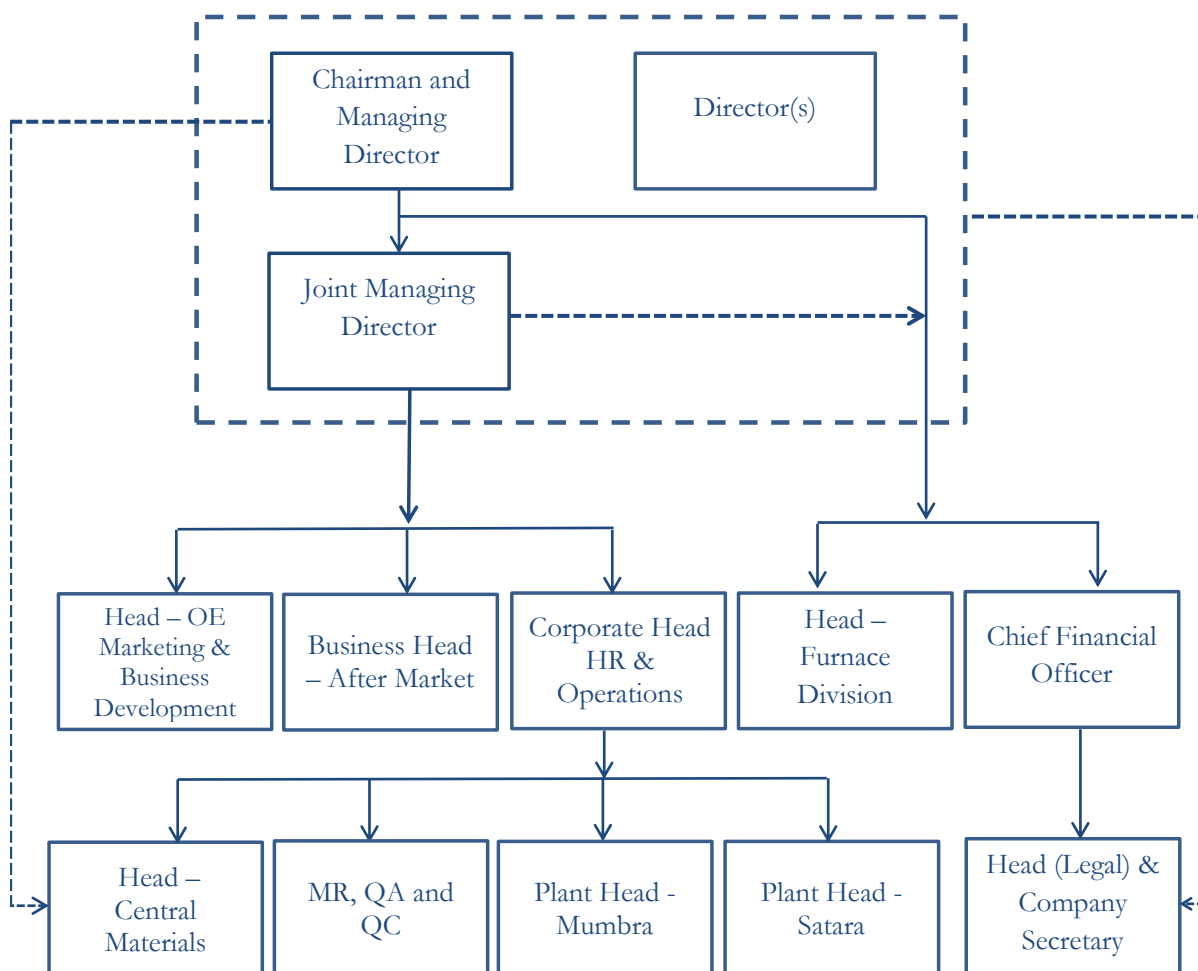 Chairman and
Managing
Director
Director(s)
Joint Managing
Director
Head – OE
Marketing &
Business
Development
Business Head
– After Market
Corporate Head
HR &
Operations
Head –
Furnace
Division
Chief Financial
Officer
Head –
Central
Materials
MR, QA and
QC
Plant Head -
Mumbra
Plant Head -
Satara
Head (Legal) &
Company
Secretary